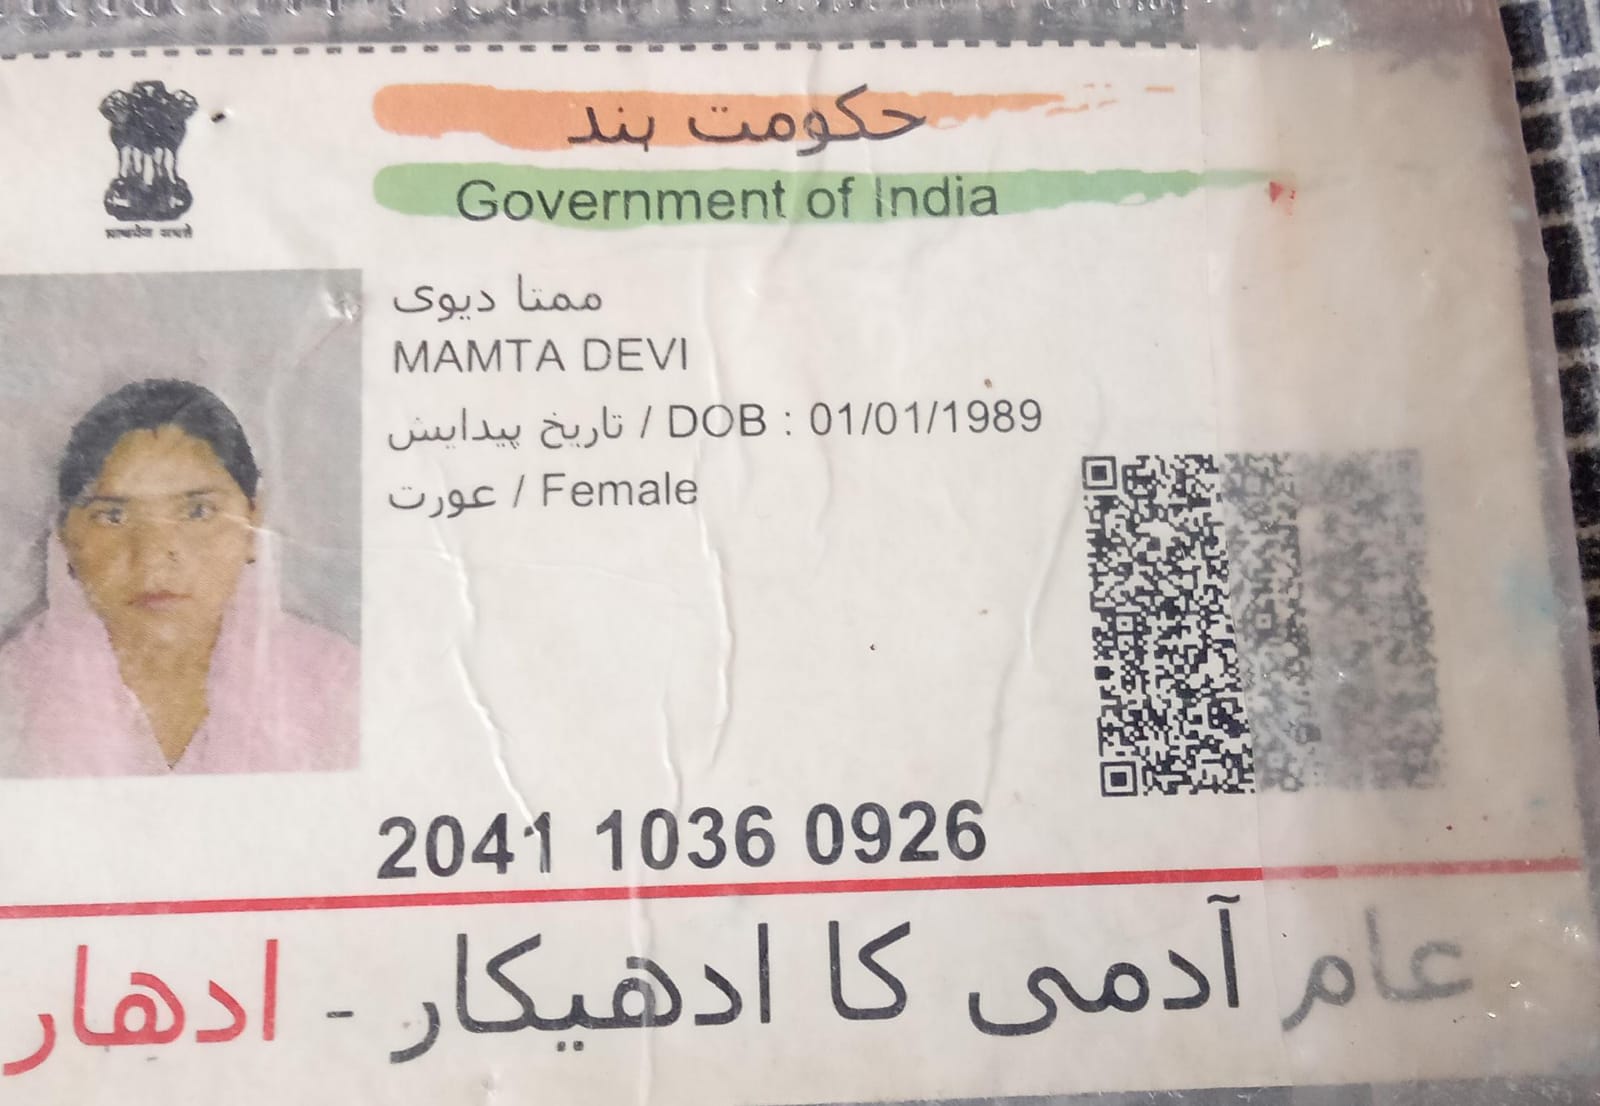 حکومت ہند
Government of India
ممتا دیوی
MAMTA DEVI
تاریخ پیدایش / DOB : 01/01/1989
عورت / Female
2041 1036 0926
عام آدمی کا ادھیکار - ادھار